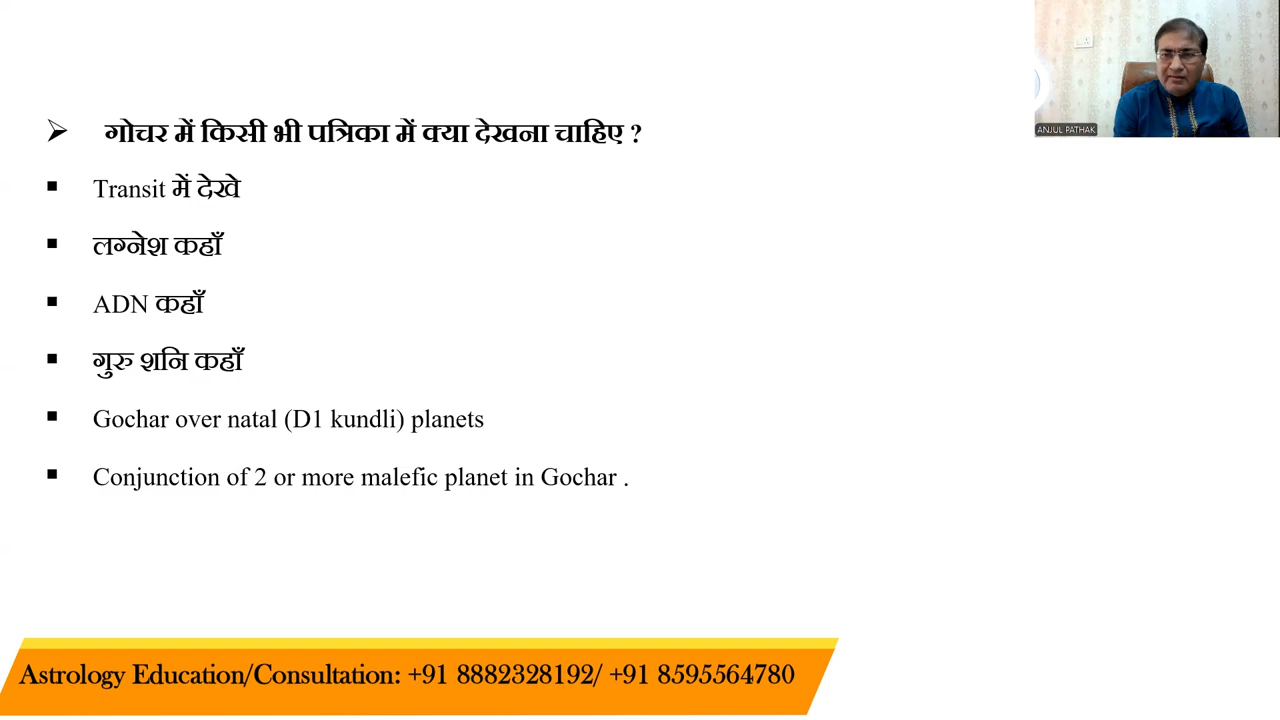 ➢ गोचर में किसी भी पत्रिका में क्या देखना चाहिए ?
▪ Transit में देखे
▪ लग्नेश कहाँ
▪ ADN कहाँ
▪ गुरु शनि कहाँ
▪ Gochar over natal (D1 kundli) planets
▪ Conjunction of 2 or more malefic planet in Gochar .
ANJUL PATHAK
Astrology Education/Consultation: +91 8882328192/ +91 8595564780